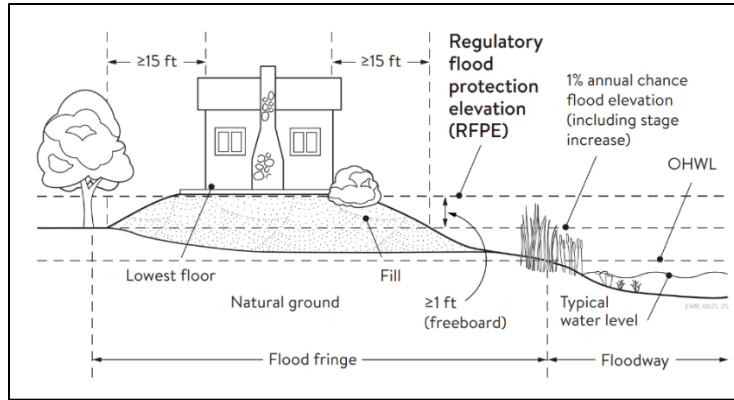 ≥15 ft
≥15 ft
Regulatory
flood
protection
elevation
(RFPE)
1% annual chance
flood elevation
(including stage
increase)
OHWL
Lowest floor
Fill
Natural ground
≥1 ft
(freeboard)
Typical
water level
EWR_0025_25
Flood fringe
Floodway